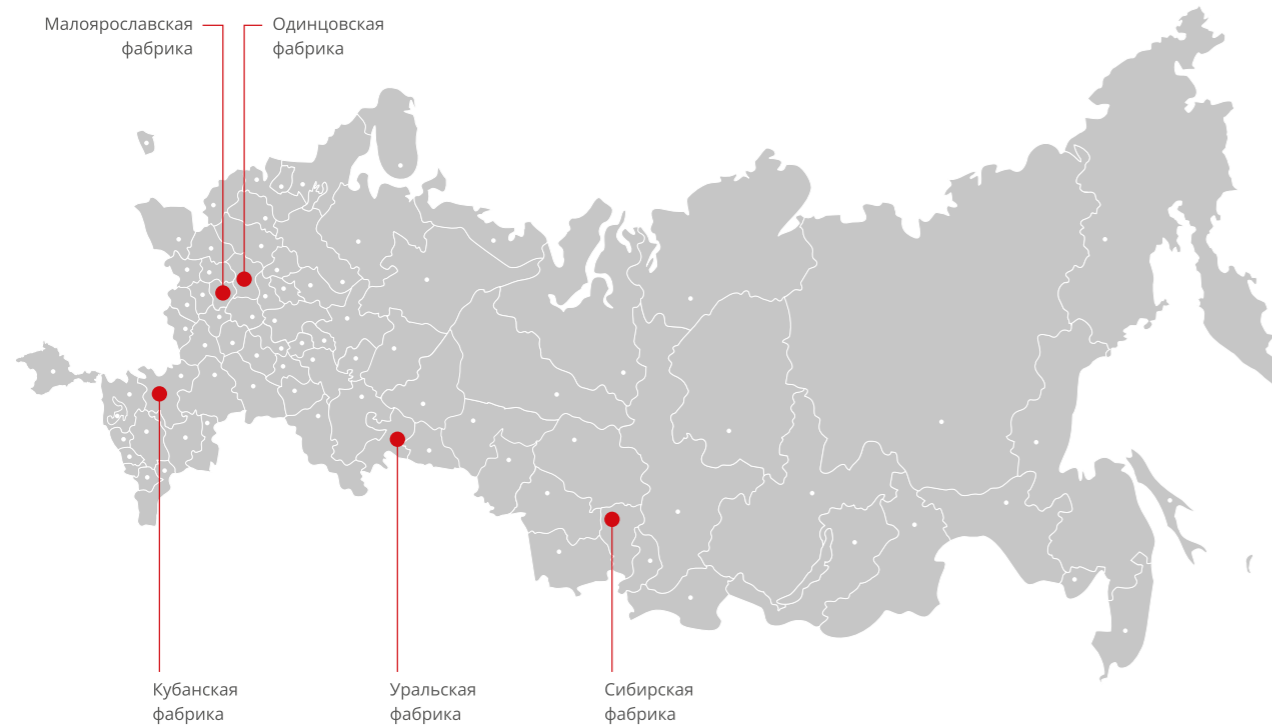 Малоярославская
фабрика
Одинцовская
фабрика
Кубанская
фабрика
Уральская
фабрика
Сибирская
фабрика